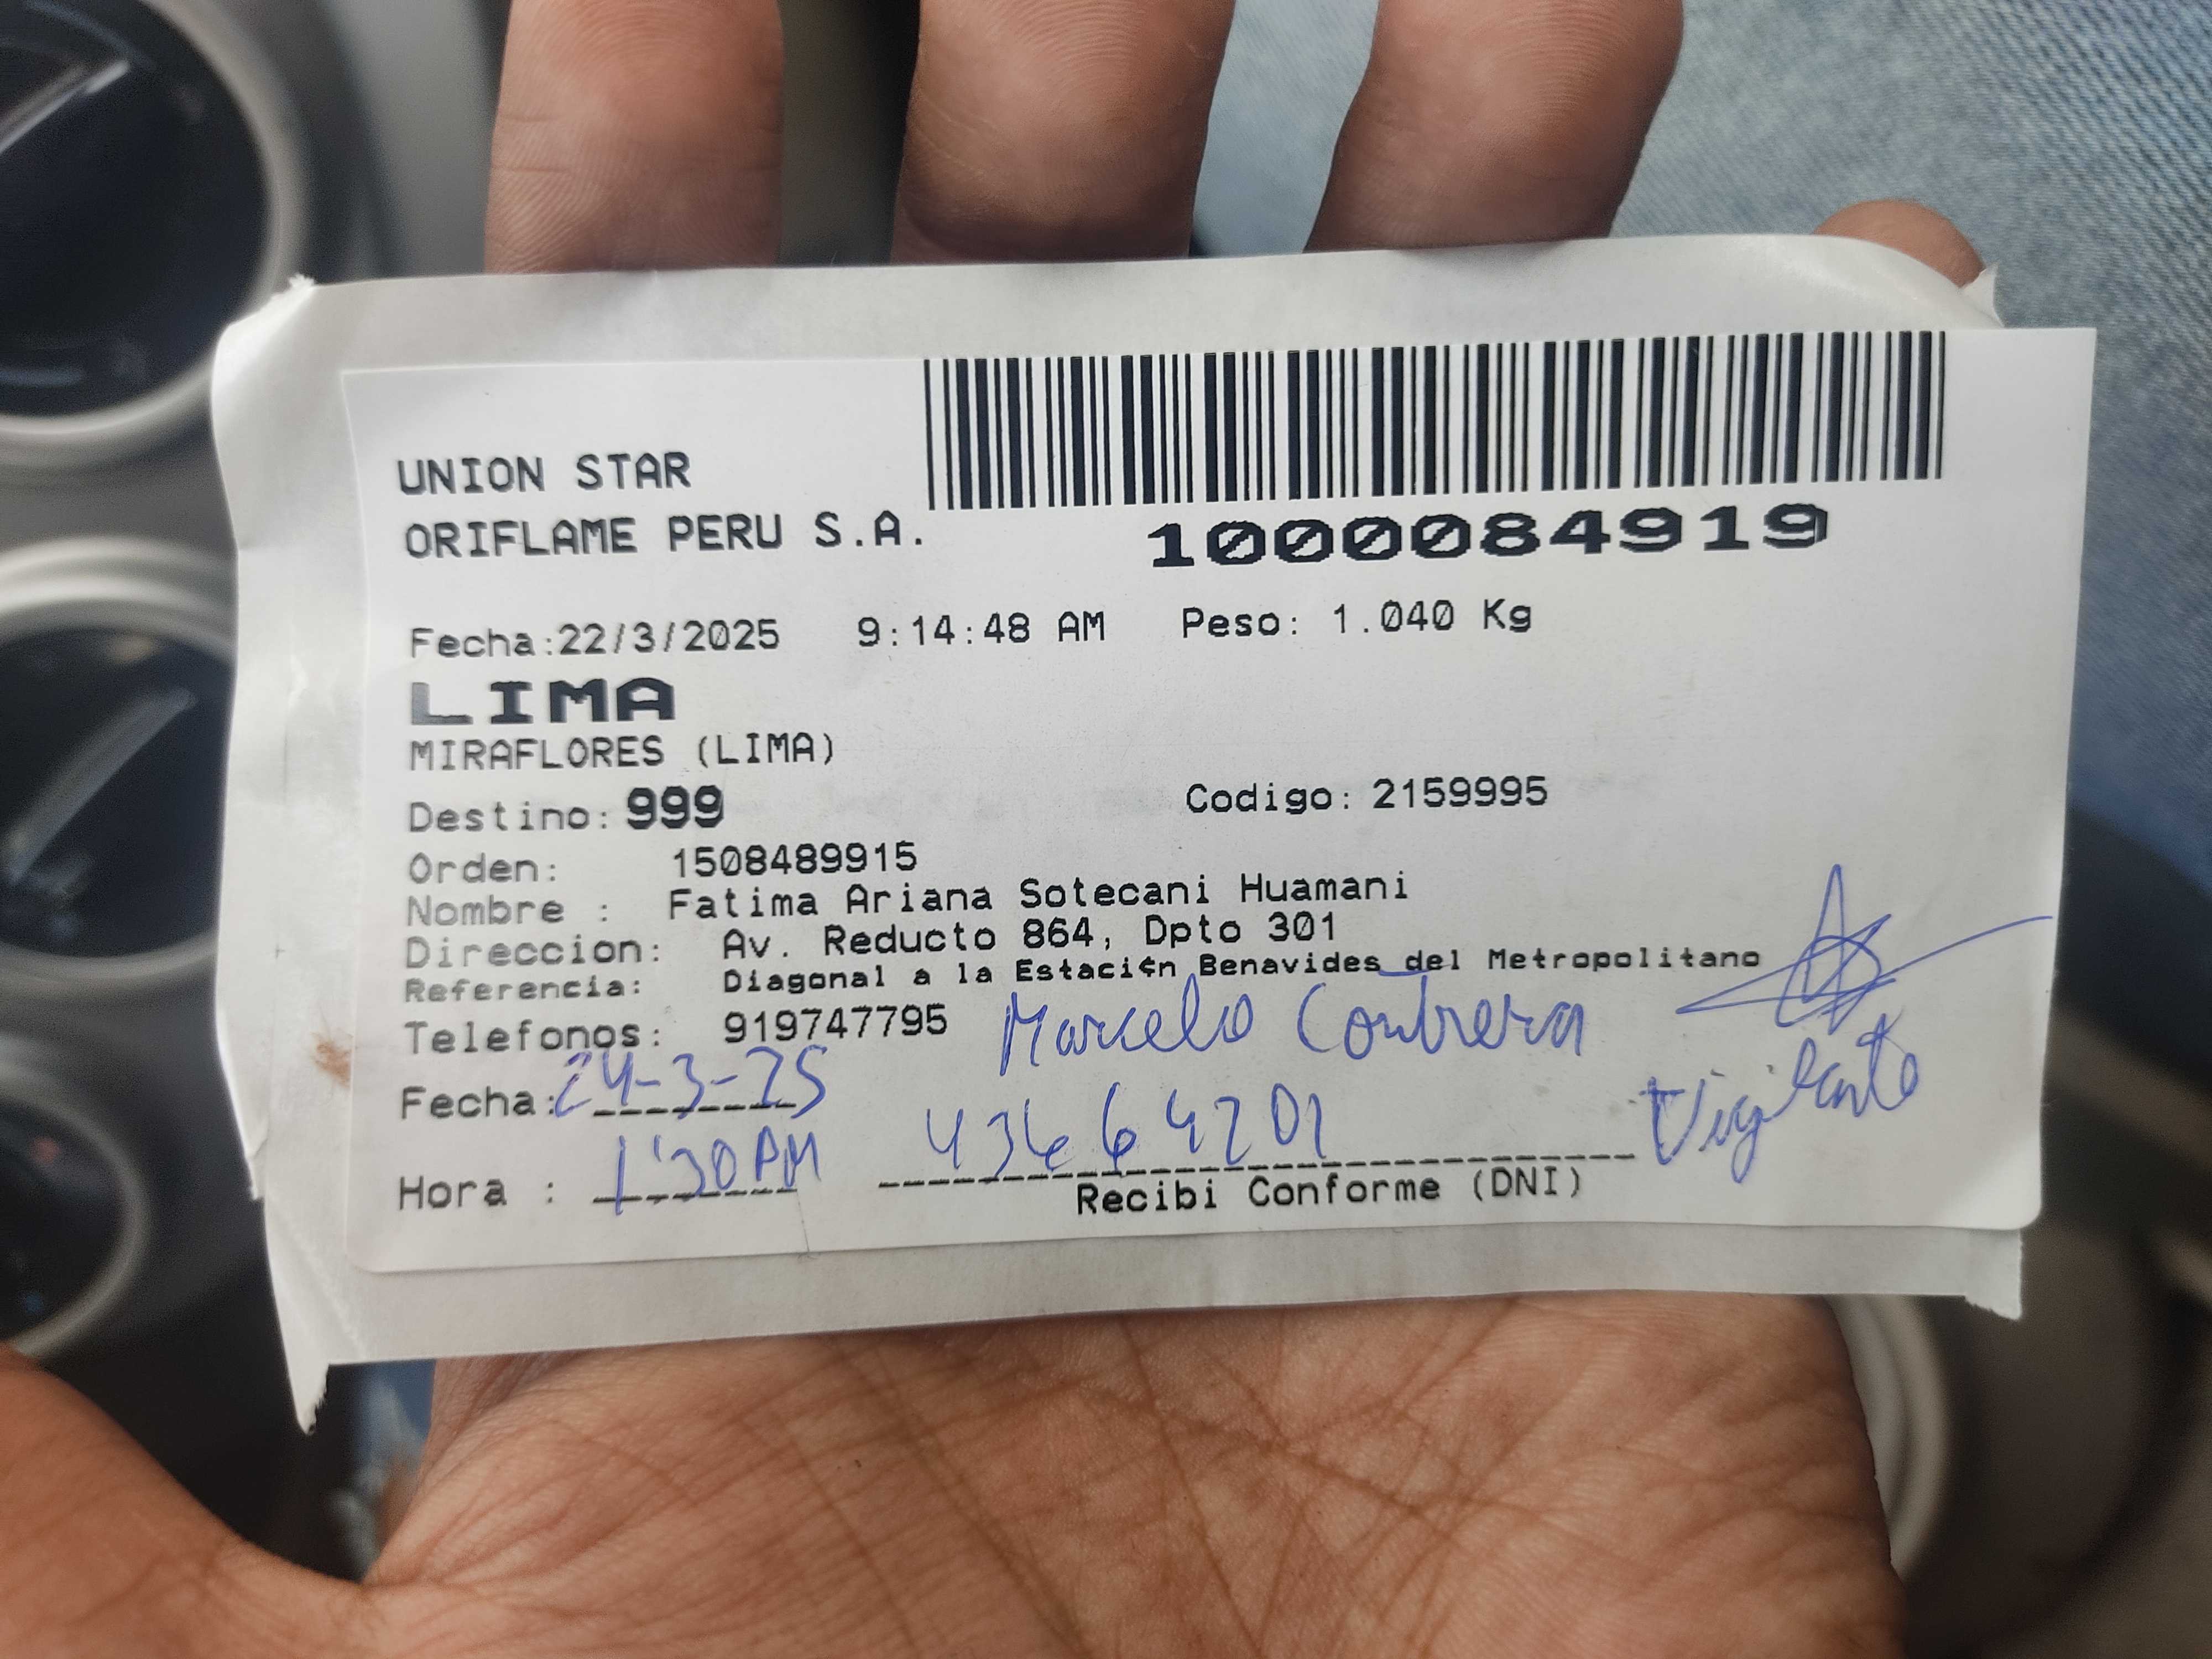 UNION STAR
ORIFLAME PERU S.A.
1000084919
Fecha:22/3/2025 9:14:48 AM Peso: 1.040 Kg
LIMA
MIRAFLORES (LIMA)
Destino: 999 Codigo: 2159995
Orden: 1508489915
Nombre : Fatima Ariana Sotecani Huamani
Direccion: Av. Reducto 864, Dpto 301
Referencia: Diagonal a la Estaci¢n Benavides del Metropolitano
Telefonos: 919747795 Marcelo Contrera
Fecha: 24-3-25 Vigilante
Hora : 1'30 PM 43664201
Recibi Conforme (DNI)